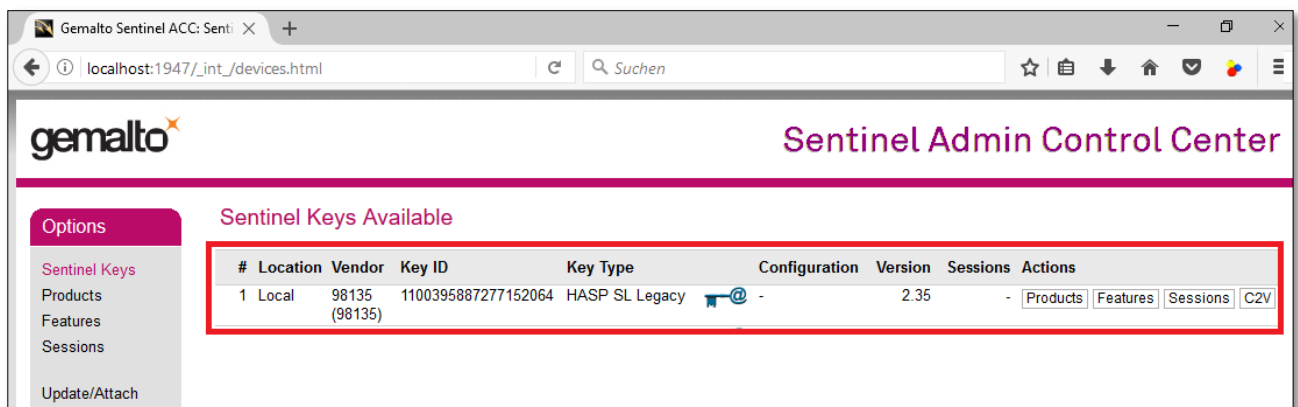 Gemalto Sentinel ACC: Senti
localhost:1947/_int_/devices.html
Suchen
gemalto
Sentinel Admin Control Center
Options
Sentinel Keys
Products
Features
Sessions
Update/Attach
Sentinel Keys Available
# Location Vendor Key ID Key Type Configuration Version Sessions Actions
1 Local 98135 1100395887277152064 HASP SL Legacy - 2.35 - Products Features Sessions C2V
(98135)